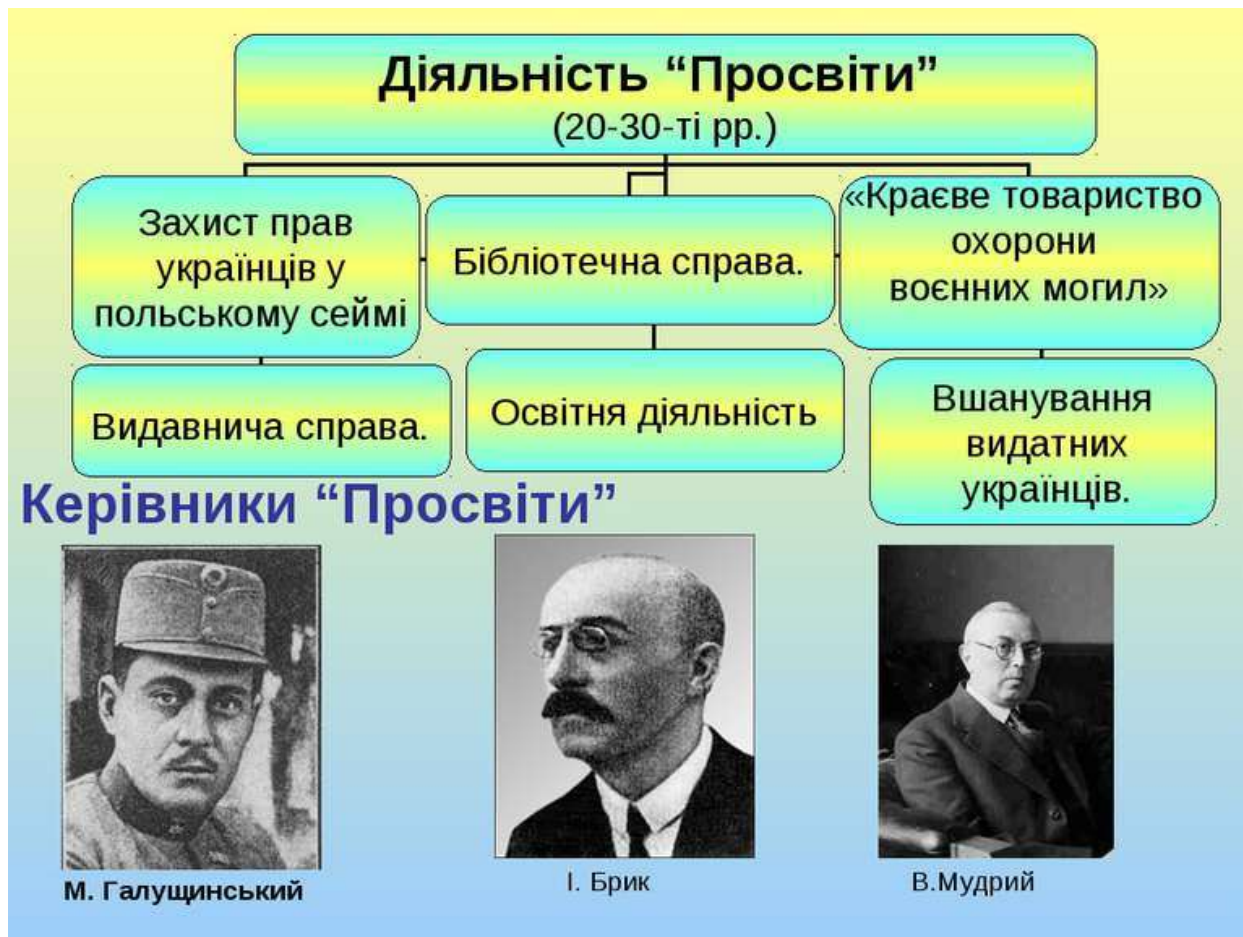 Діяльність “Просвіти”
(20-30-ті рр.)
Захист прав
українців у
польському сеймі
Бібліотечна справа.
«Краєве товариство
охорони
воєнних могил»
Видавнича справа.
Освітня діяльність
Вшанування
видатних
українців.
Керівники “Просвіти”
М. Галущинський
І. Брик
В.Мудрий